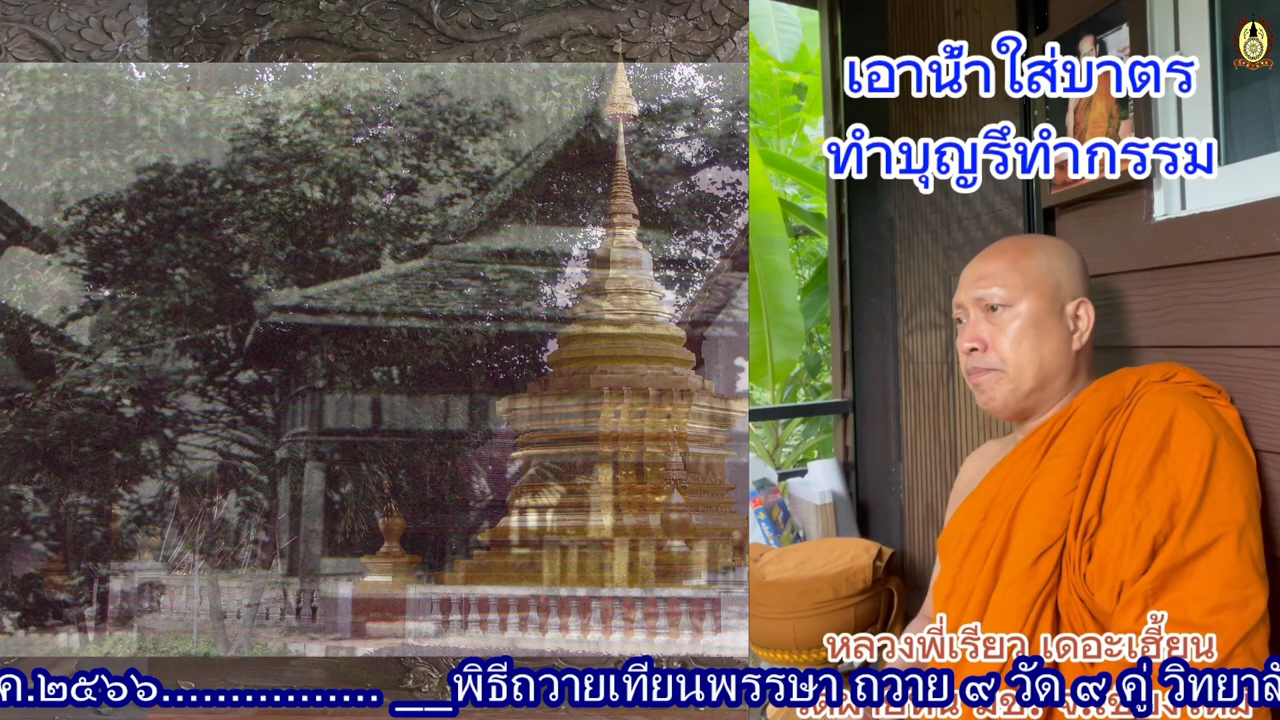 เอาน้ำใส่บาตร
ทำบุญรึทำกรรม
หลวงพี่เรียว เดอะเฮี้ยน
ค.๒๕๖๖................ __พิธีถวายเทียนพรรษา ถวาย ๙ วัด ๙ คู่ วิทยาลั